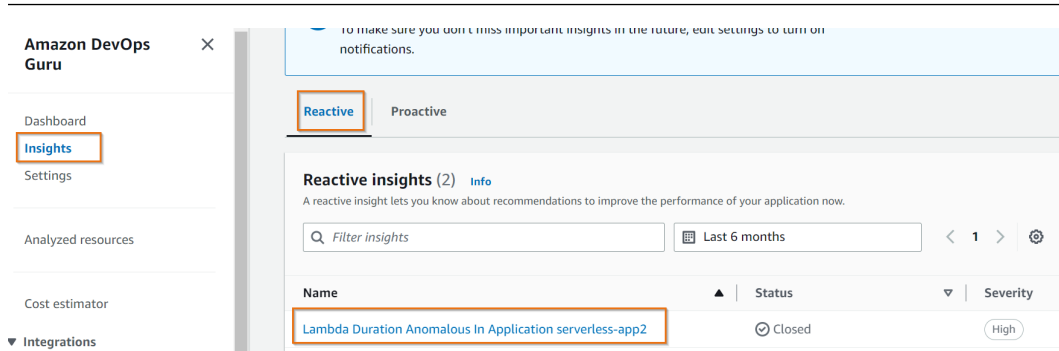 Amazon DevOps
Guru
Dashboard
Insights
Settings
Analyzed resources
Cost estimator
Integrations
To make sure you don't miss important insights in the future, edit settings to turn on
notifications.
Reactive
Proactive
Reactive insights (2) Info
A reactive insight lets you know about recommendations to improve the performance of your application now.
Filter insights
Last 6 months
1
Name
Status
Severity
Lambda Duration Anomalous In Application serverless-app2
Closed
High